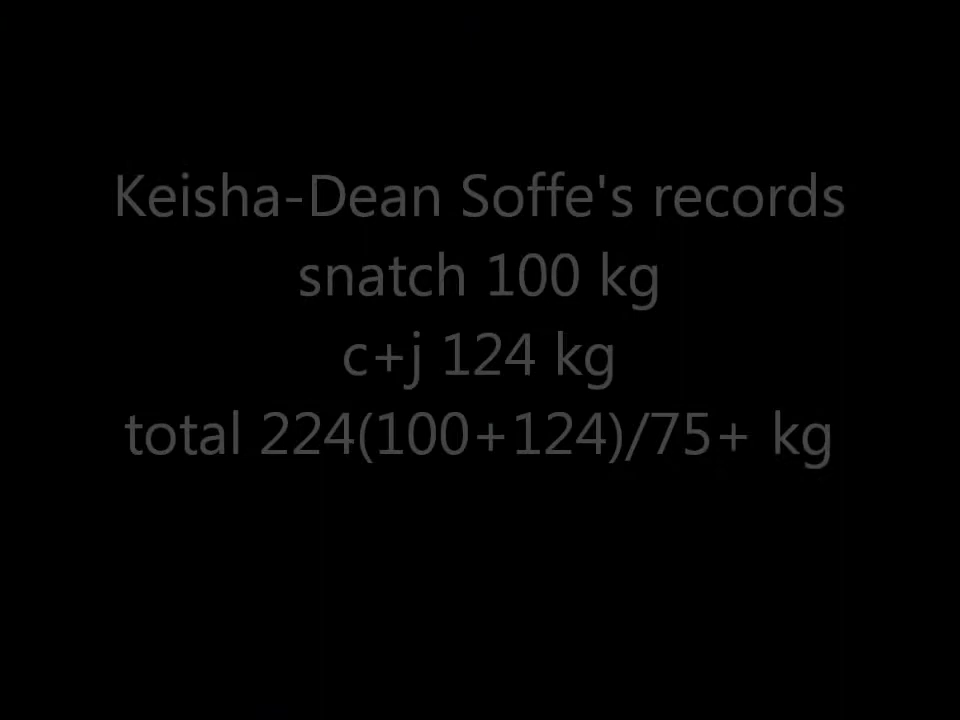 Keisha-Dean Soffe's records
snatch 100 kg
c+j 124 kg
total 224(100+124)/75+ kg